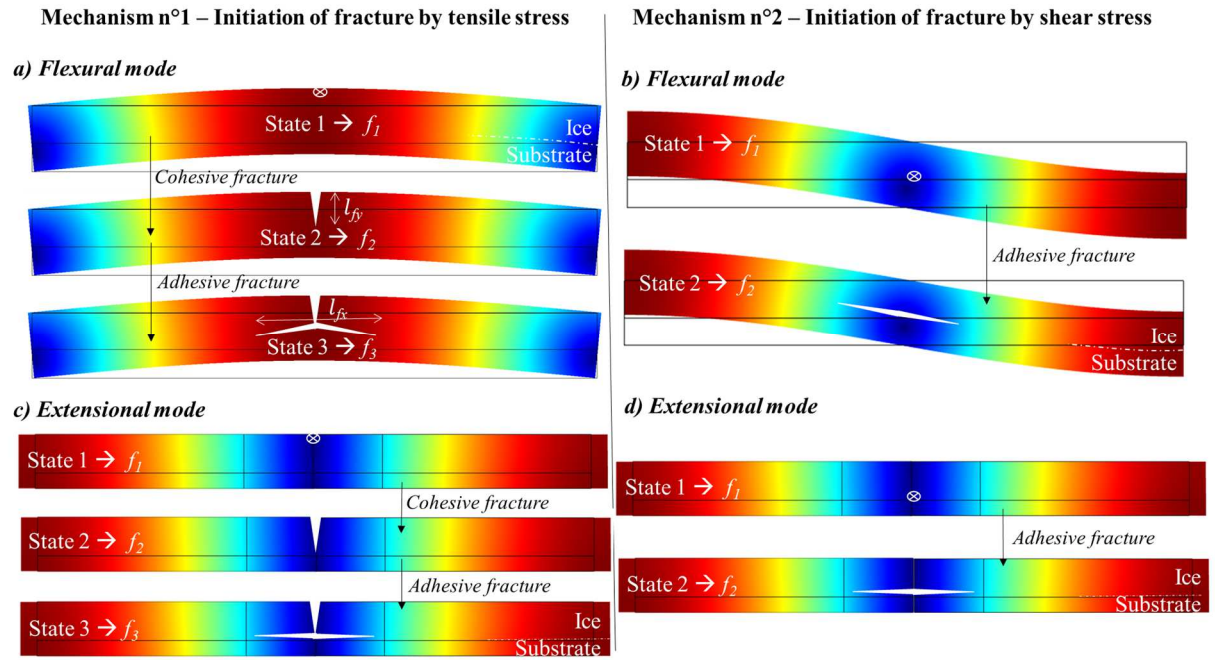 Mechanism n°1 – Initiation of fracture by tensile stress
a) Flexural mode
State 1 → f1
Ice
Substrate
Cohesive fracture
lfy
State 2 → f2
Adhesive fracture
lfx
State 3 → f3
c) Extensional mode
State 1 → f1
Cohesive fracture
State 2 → f2
Adhesive fracture
State 3 → f3
Ice
Substrate
Mechanism n°2 – Initiation of fracture by shear stress
b) Flexural mode
State 1 → f1
Adhesive fracture
State 2 → f2
Ice
Substrate
d) Extensional mode
State 1 → f1
Adhesive fracture
State 2 → f2
Ice
Substrate